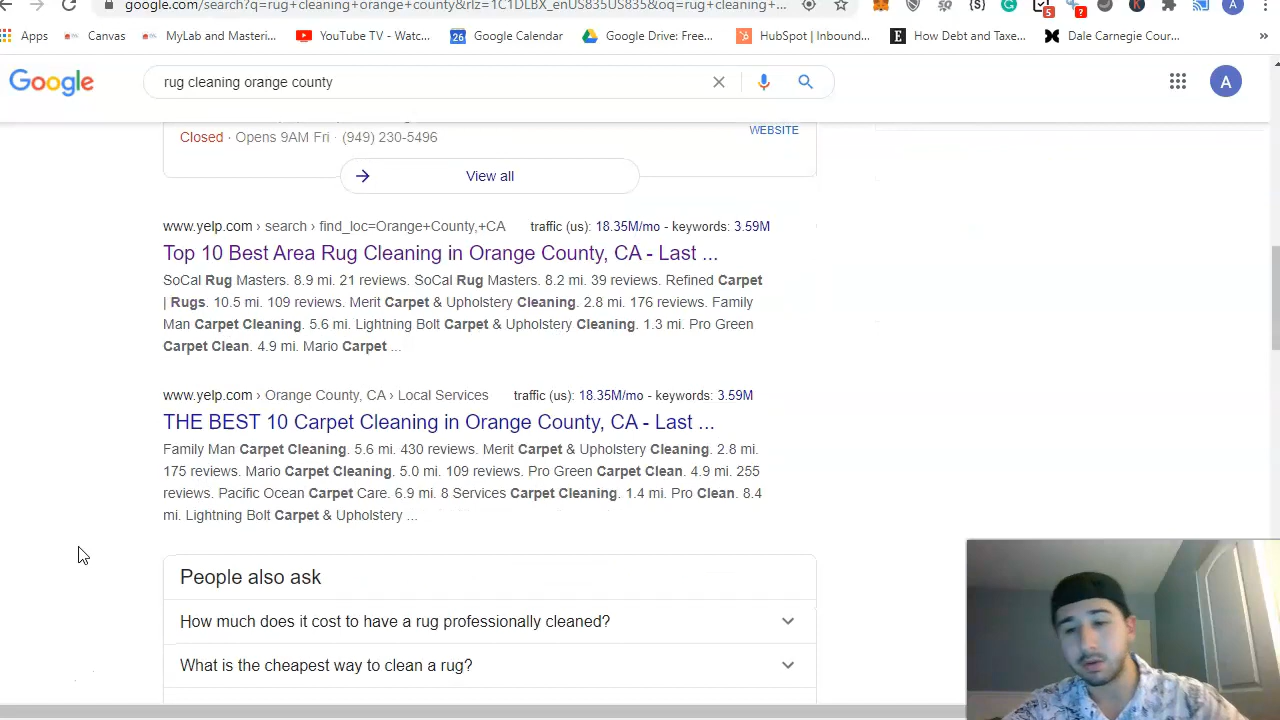 google.com/search?q=rug+cleaning+orange+county&rlz=1C1DLBX_enUS835US835&oq=rug+cleaning+...
5
?
Apps
Canvas
MyLab and Masteri...
YouTube TV - Watc...
26
Google Calendar
Google Drive: Free...
HubSpot | Inbound...
How Debt and Taxe...
Dale Carnegie Cour...
»
Google
rug cleaning orange county
A
Closed · Opens 9AM Fri · (949) 230-5496
WEBSITE
View all
www.yelp.com › search › find_loc=Orange+County,+CA traffic (us): 18.35M/mo - keywords: 3.59M
Top 10 Best Area Rug Cleaning in Orange County, CA - Last ...
SoCal Rug Masters. 8.9 mi. 21 reviews. SoCal Rug Masters. 8.2 mi. 39 reviews. Refined Carpet
| Rugs. 10.5 mi. 109 reviews. Merit Carpet & Upholstery Cleaning. 2.8 mi. 176 reviews. Family
Man Carpet Cleaning. 5.6 mi. Lightning Bolt Carpet & Upholstery Cleaning. 1.3 mi. Pro Green
Carpet Clean. 4.9 mi. Mario Carpet ...
www.yelp.com › Orange County, CA › Local Services traffic (us): 18.35M/mo - keywords: 3.59M
THE BEST 10 Carpet Cleaning in Orange County, CA - Last ...
Family Man Carpet Cleaning. 5.6 mi. 430 reviews. Merit Carpet & Upholstery Cleaning. 2.8 mi.
175 reviews. Mario Carpet Cleaning. 5.0 mi. 109 reviews. Pro Green Carpet Clean. 4.9 mi. 255
reviews. Pacific Ocean Carpet Care. 6.9 mi. 8 Services Carpet Cleaning. 1.4 mi. Pro Clean. 8.4
mi. Lightning Bolt Carpet & Upholstery ...
People also ask
How much does it cost to have a rug professionally cleaned?
What is the cheapest way to clean a rug?